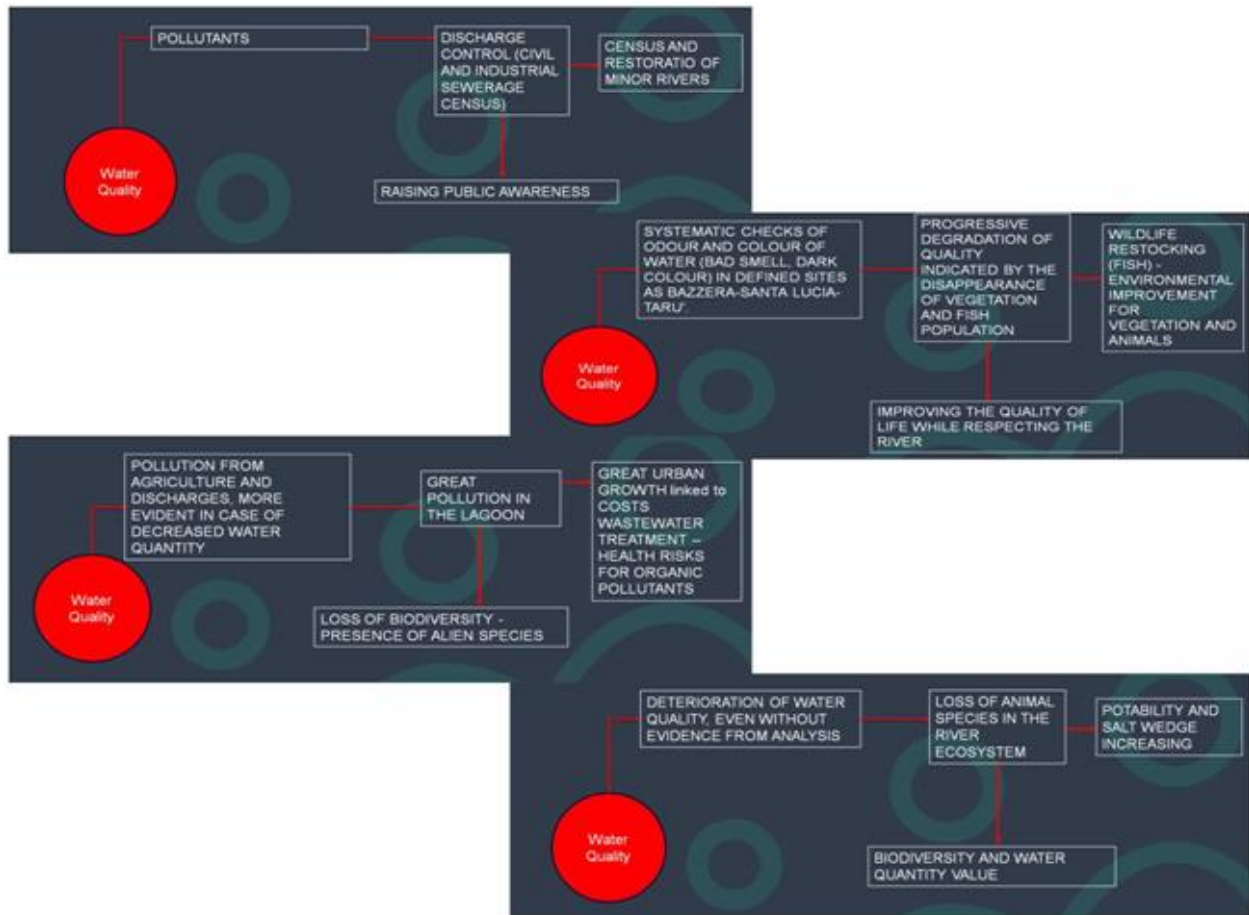 POLLUTANTS
DISCHARGE
CONTROL (CIVIL
AND INDUSTRIAL
SEWERAGE
CENSUS)
CENSUS AND
RESTORATIO OF
MINOR RIVERS
Water
Quality
RAISING PUBLIC AWARENESS
SYSTEMATIC CHECKS OF
ODOUR AND COLOUR OF
WATER (BAD SMELL, DARK
COLOUR) IN DEFINED SITES
AS BAZZERA-SANTA LUCIA-
TARU'.
PROGRESSIVE
DEGRADATION OF
QUALITY
INDICATED BY THE
DISAPPEARANCE
OF VEGETATION
AND FISH
POPULATION
WILDLIFE
RESTOCKING
(FISH) -
ENVIRONMENTAL
IMPROVEMENT
FOR
VEGETATION AND
ANIMALS
Water
Quality
IMPROVING THE QUALITY OF
LIFE WHILE RESPECTING THE
RIVER
POLLUTION FROM
AGRICULTURE AND
DISCHARGES, MORE
EVIDENT IN CASE OF
DECREASED WATER
QUANTITY
GREAT
POLLUTION IN
THE LAGOON
GREAT URBAN
GROWTH linked to
COSTS
WASTEWATER
TREATMENT –
HEALTH RISKS
FOR ORGANIC
POLLUTANTS
Water
Quality
LOSS OF BIODIVERSITY -
PRESENCE OF ALIEN SPECIES
DETERIORATION OF WATER
QUALITY, EVEN WITHOUT
EVIDENCE FROM ANALYSIS
LOSS OF ANIMAL
SPECIES IN THE
RIVER
ECOSYSTEM
POTABILITY AND
SALT WEDGE
INCREASING
Water
Quality
BIODIVERSITY AND WATER
QUANTITY VALUE